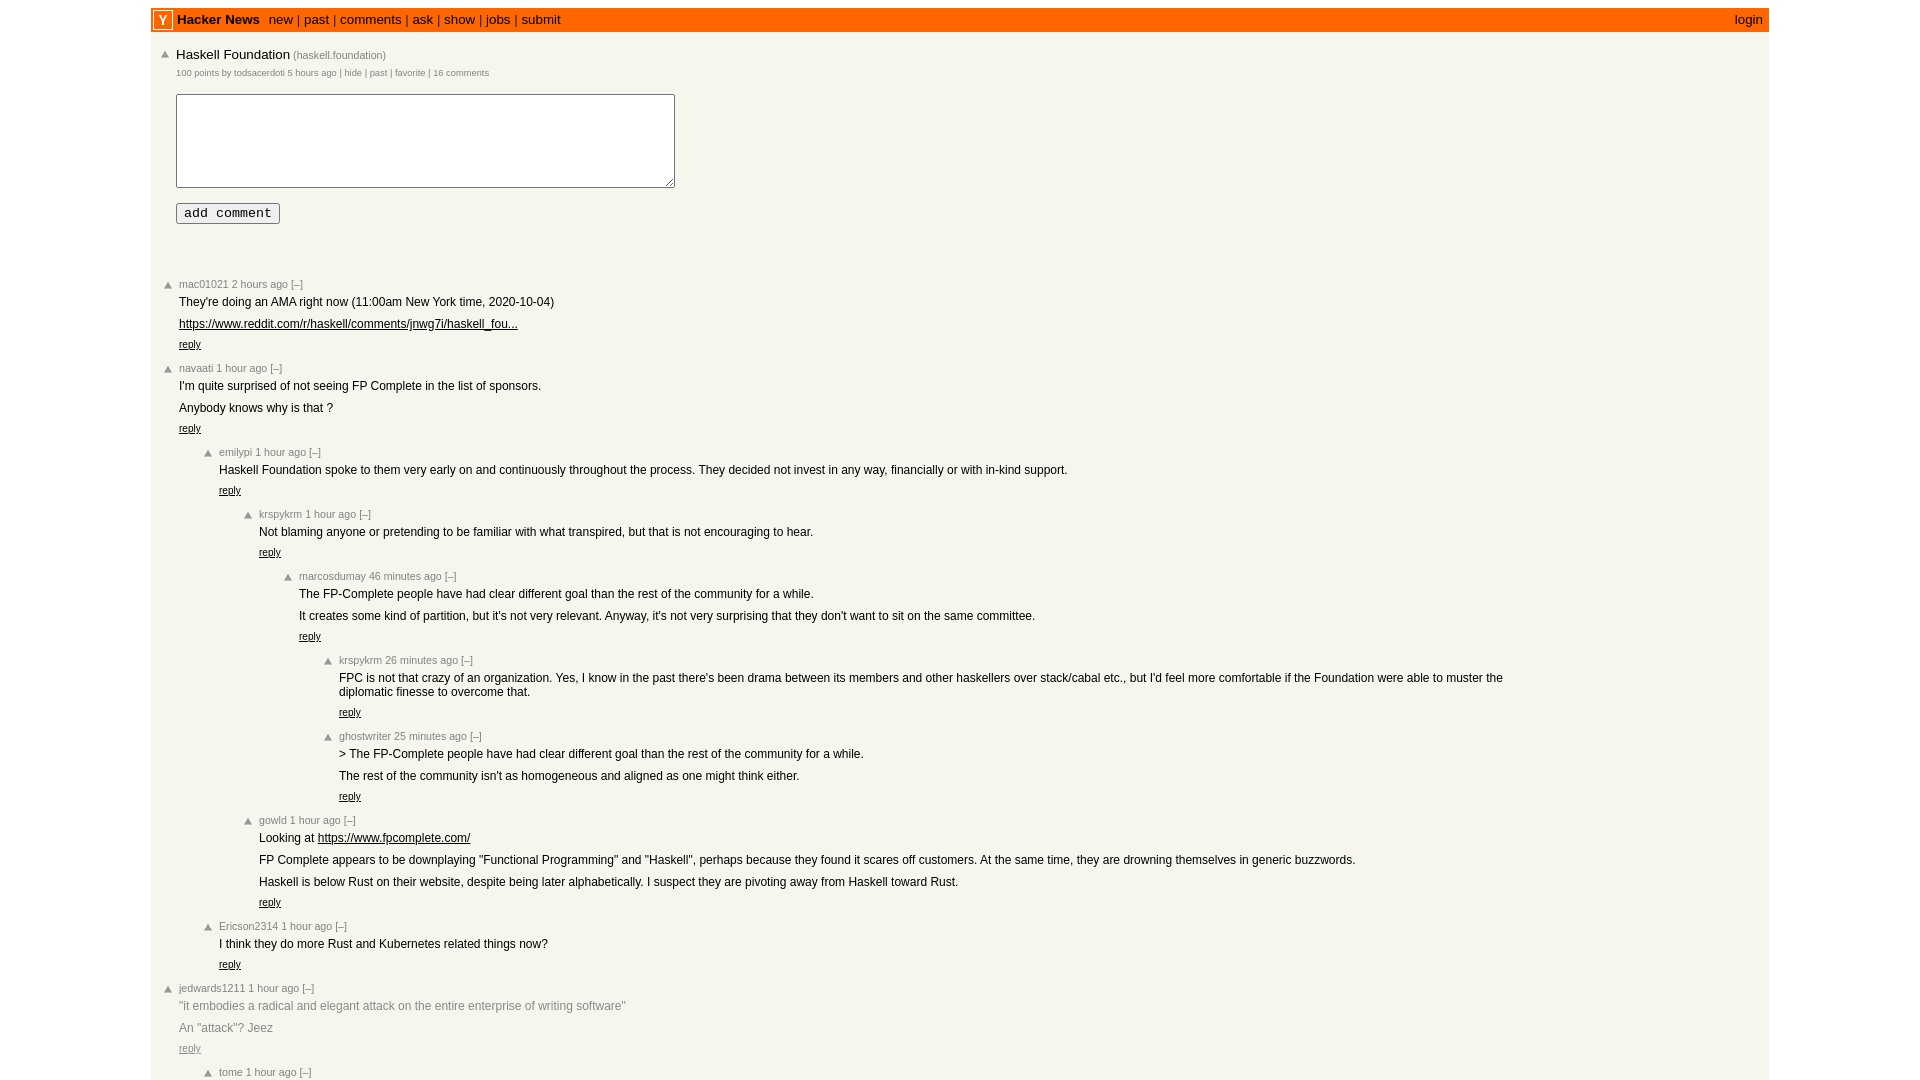 Y Hacker News new | past | comments | ask | show | jobs | submit login
Haskell Foundation (haskell.foundation)
100 points by todsacerdoti 5 hours ago | hide | past | favorite | 16 comments
add comment
mac01021 2 hours ago [–]
They're doing an AMA right now (11:00am New York time, 2020-10-04)
https://www.reddit.com/r/haskell/comments/jnwg7i/haskell_fou...
reply
navaati 1 hour ago [–]
I'm quite surprised of not seeing FP Complete in the list of sponsors.
Anybody knows why is that ?
reply
emilypi 1 hour ago [–]
Haskell Foundation spoke to them very early on and continuously throughout the process. They decided not invest in any way, financially or with in-kind support.
reply
krspykrm 1 hour ago [–]
Not blaming anyone or pretending to be familiar with what transpired, but that is not encouraging to hear.
reply
marcosdumay 46 minutes ago [–]
The FP-Complete people have had clear different goal than the rest of the community for a while.
It creates some kind of partition, but it's not very relevant. Anyway, it's not very surprising that they don't want to sit on the same committee.
reply
krspykrm 26 minutes ago [–]
FPC is not that crazy of an organization. Yes, I know in the past there's been drama between its members and other haskellers over stack/cabal etc., but I'd feel more comfortable if the Foundation were able to muster the
diplomatic finesse to overcome that.
reply
ghostwriter 25 minutes ago [–]
> The FP-Complete people have had clear different goal than the rest of the community for a while.
The rest of the community isn't as homogeneous and aligned as one might think either.
reply
gowld 1 hour ago [–]
Looking at https://www.fpcomplete.com/
FP Complete appears to be downplaying "Functional Programming" and "Haskell", perhaps because they found it scares off customers. At the same time, they are drowning themselves in generic buzzwords.
Haskell is below Rust on their website, despite being later alphabetically. I suspect they are pivoting away from Haskell toward Rust.
reply
Ericson2314 1 hour ago [–]
I think they do more Rust and Kubernetes related things now?
reply
jedwards1211 1 hour ago [–]
"it embodies a radical and elegant attack on the entire enterprise of writing software"
An "attack"? Jeez
reply
tome 1 hour ago [–]